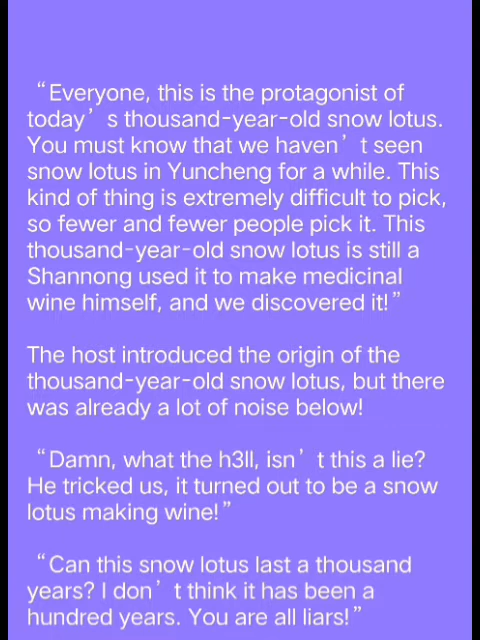 “Everyone, this is the protagonist of
today’s thousand-year-old snow lotus.
You must know that we haven’t seen
snow lotus in Yuncheng for a while. This
kind of thing is extremely difficult to pick,
so fewer and fewer people pick it. This
thousand-year-old snow lotus is still a
Shannong used it to make medicinal
wine himself, and we discovered it!”
The host introduced the origin of the
thousand-year-old snow lotus, but there
was already a lot of noise below!
“Damn, what the h3ll, isn’t this a lie?
He tricked us, it turned out to be a snow
lotus making wine!”
“Can this snow lotus last a thousand
years? I don’t think it has been a
hundred years. You are all liars!”